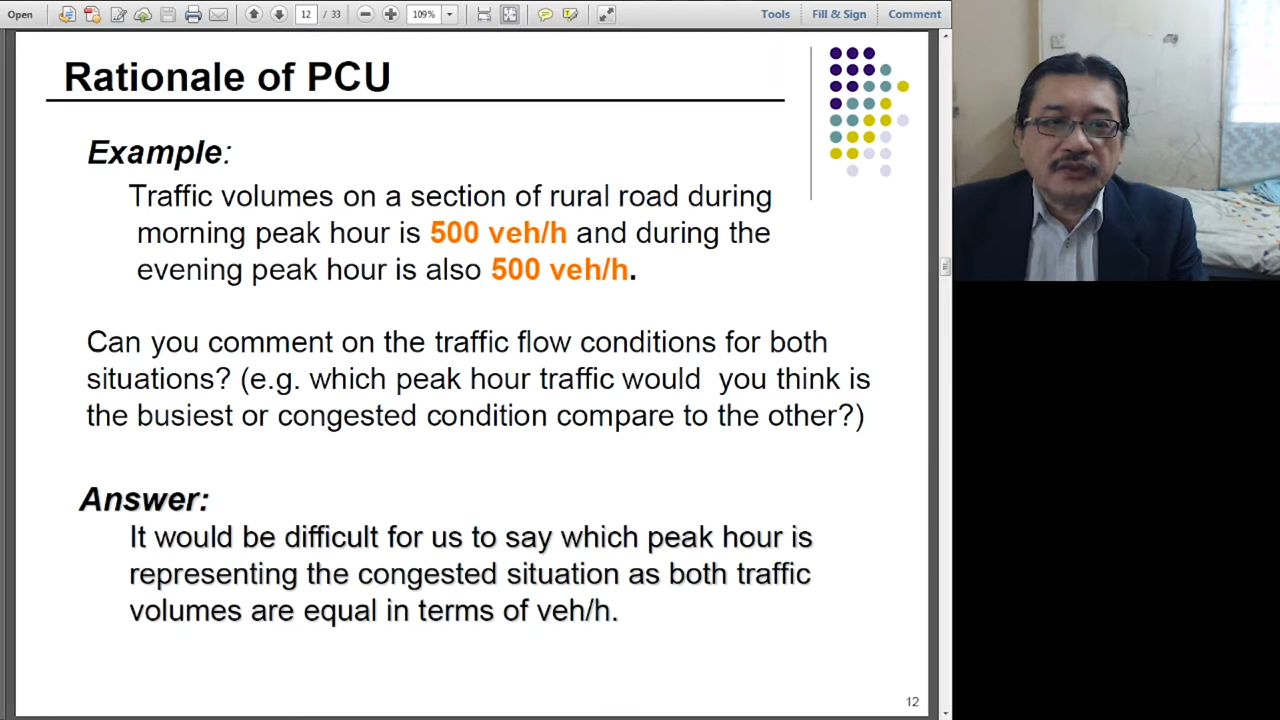 Open
12 / 33
109%
Tools
Fill & Sign
Comment
Rationale of PCU
Example:
Traffic volumes on a section of rural road during
morning peak hour is 500 veh/h and during the
evening peak hour is also 500 veh/h.
Can you comment on the traffic flow conditions for both
situations? (e.g. which peak hour traffic would you think is
the busiest or congested condition compare to the other?)
Answer:
It would be difficult for us to say which peak hour is
representing the congested situation as both traffic
volumes are equal in terms of veh/h.
12